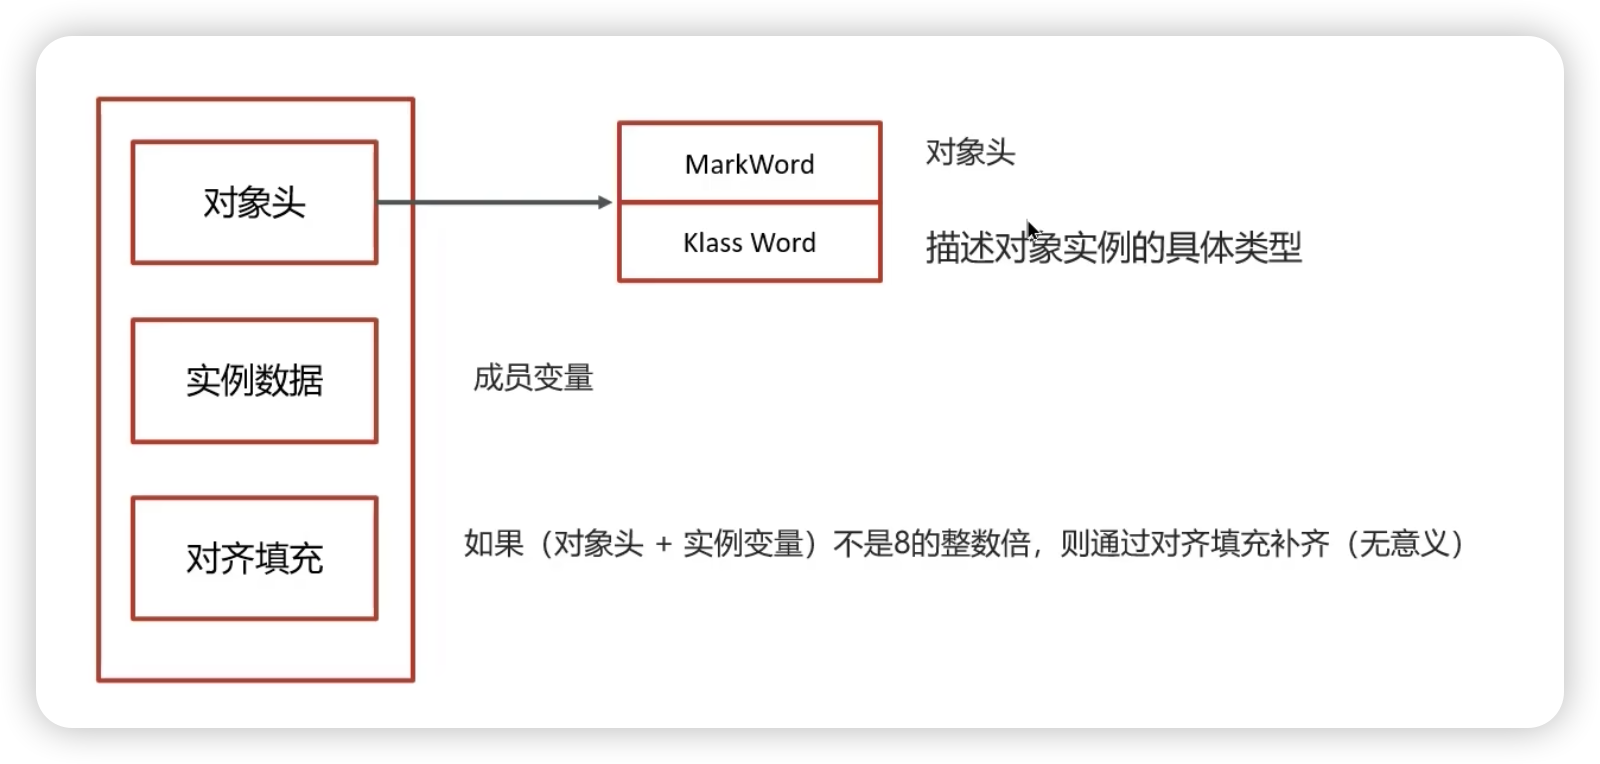 对象头
MarkWord
对象头
Klass Word
描述对象实例的具体类型
实例数据
成员变量
对齐填充
如果（对象头 + 实例变量）不是8的整数倍，则通过对齐填充补齐（无意义）